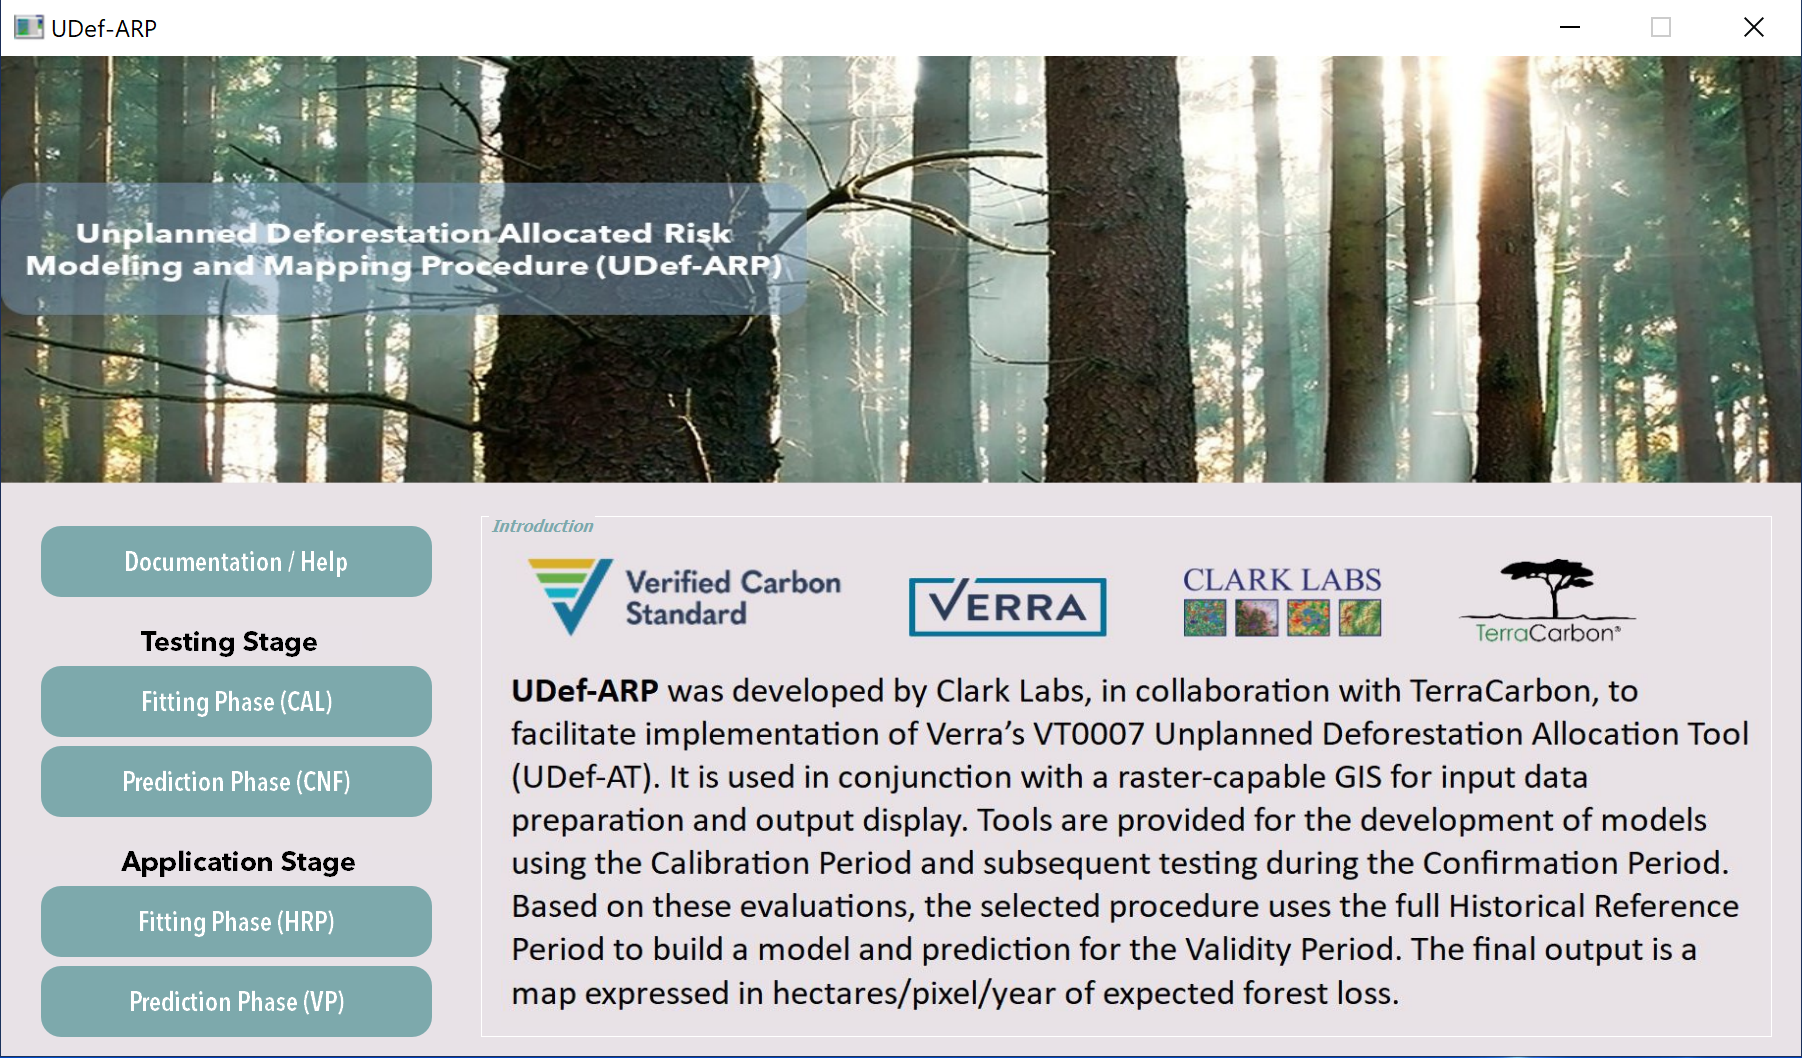 UDef-ARP
Unplanned Deforestation Allocated Risk
Modeling and Mapping Procedure (UDef-ARP)
Documentation / Help
Testing Stage
Fitting Phase (CAL)
Prediction Phase (CNF)
Application Stage
Fitting Phase (HRP)
Prediction Phase (VP)
Introduction
Verified Carbon
Standard
VERRA
CLARK LABS
TerraCarbon®
UDef-ARP was developed by Clark Labs, in collaboration with TerraCarbon, to
facilitate implementation of Verra’s VT0007 Unplanned Deforestation Allocation Tool
(UDef-AT). It is used in conjunction with a raster-capable GIS for input data
preparation and output display. Tools are provided for the development of models
using the Calibration Period and subsequent testing during the Confirmation Period.
Based on these evaluations, the selected procedure uses the full Historical Reference
Period to build a model and prediction for the Validity Period. The final output is a
map expressed in hectares/pixel/year of expected forest loss.